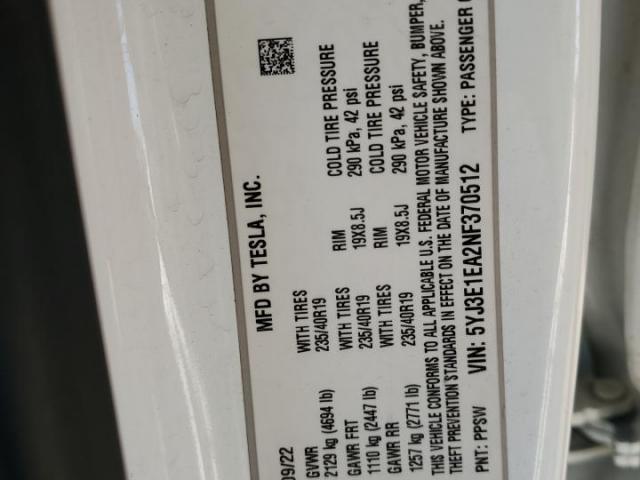 MFD BY TESLA, INC.
09/22
GVWR
2129 kg (4694 lb)
WITH TIRES
235/40R19
RIM
19X8.5J
COLD TIRE PRESSURE
290 kPa, 42 psi
GAWR FRT
1110 kg (2447 lb)
WITH TIRES
235/40R19
RIM
19X8.5J
COLD TIRE PRESSURE
290 kPa, 42 psi
GAWR RR
1257 kg (2771 lb)
WITH TIRES
235/40R19
THIS VEHICLE CONFORMS TO ALL APPLICABLE U.S. FEDERAL MOTOR VEHICLE SAFETY, BUMPER,
THEFT PREVENTION STANDARDS IN EFFECT ON THE DATE OF MANUFACTURE SHOWN ABOVE.
PNT: PPSW VIN: 5YJ3E1EA2NF370512 TYPE: PASSENGER